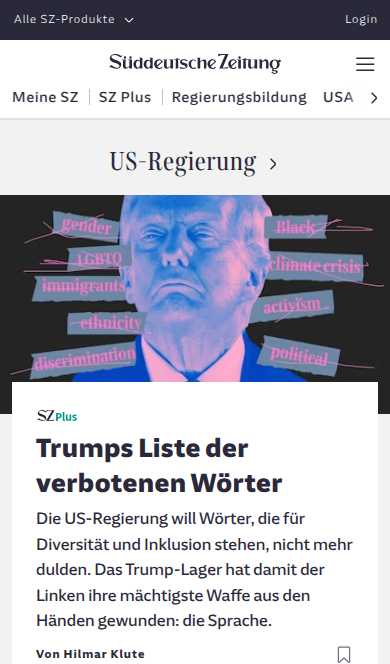 Alle SZ-Produkte
Login
Süddeutsche Zeitung
Meine SZ
SZ Plus
Regierungsbildung
USA
US-Regierung
gender
Black
LGBTQ
climate crisis
immigrants
activism
ethnicity
discrimination
political
SZ Plus
Trumps Liste der
verbotenen Wörter
Die US-Regierung will Wörter, die für
Diversität und Inklusion stehen, nicht mehr
dulden. Das Trump-Lager hat damit der
Linken ihre mächtigste Waffe aus den
Händen gewunden: die Sprache.
Von Hilmar Klute